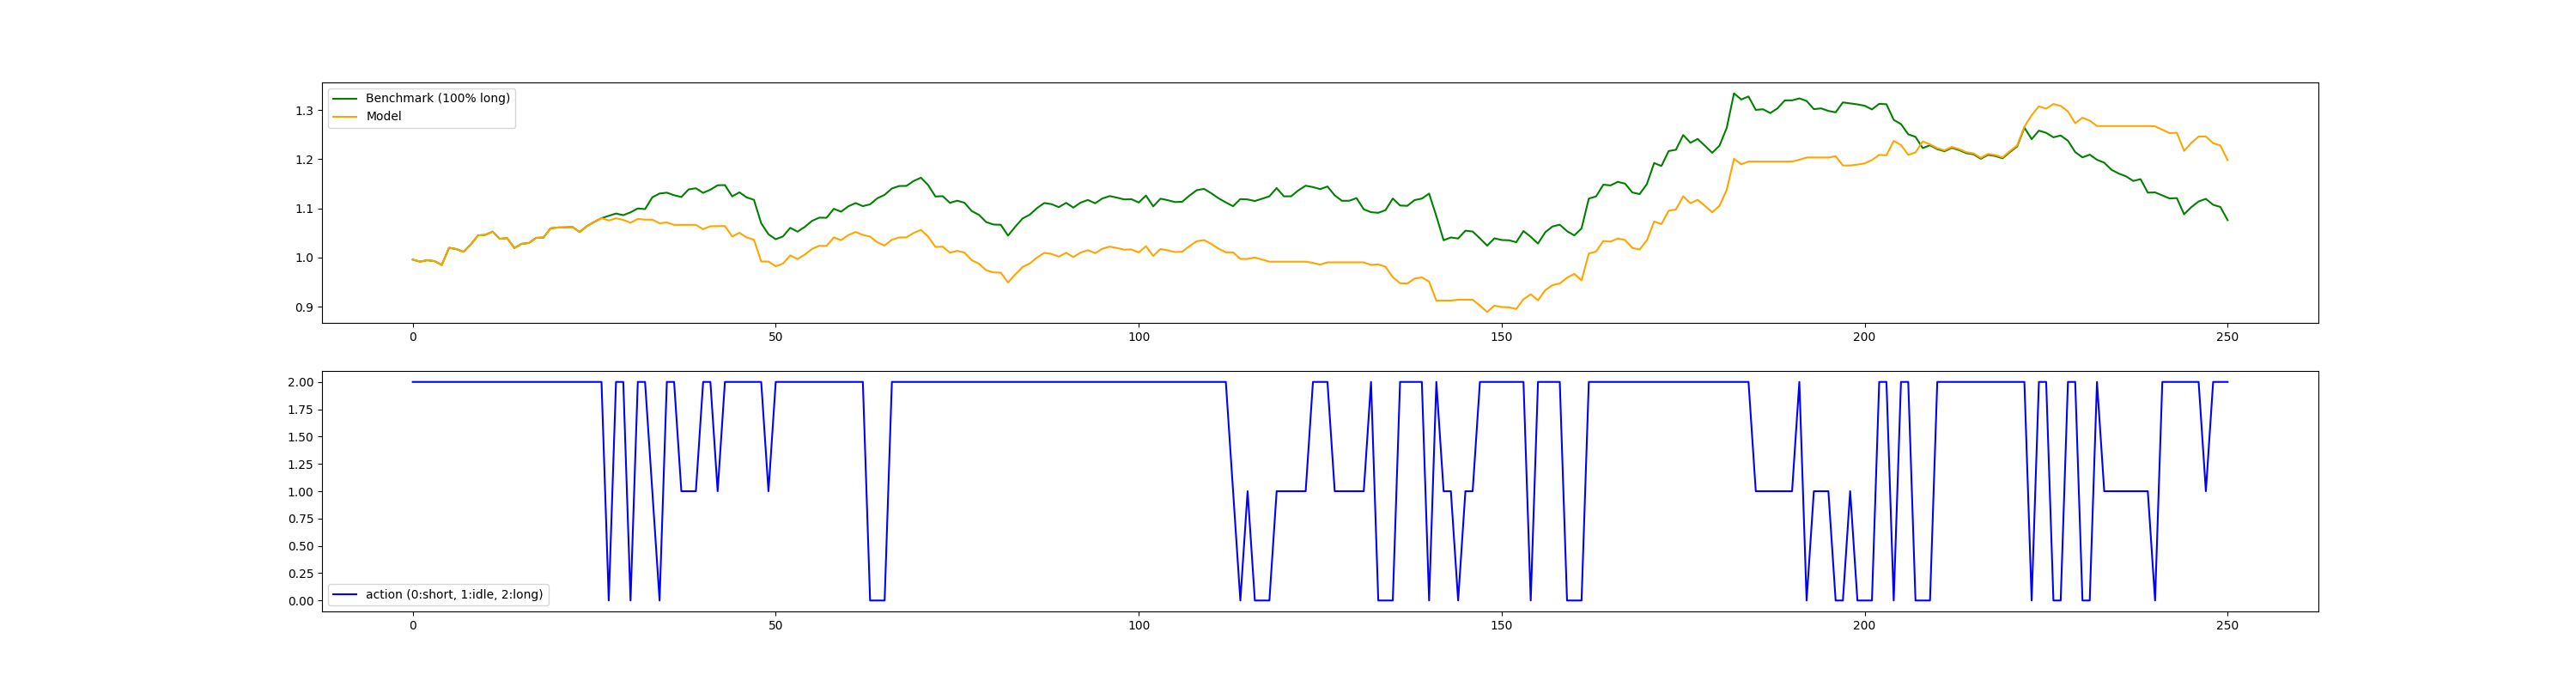 Benchmark (100% long)
Model
1.3
1.2
1.1
1.0
0.9
0 50 100 150 200 250
action (0:short, 1:idle, 2:long)
2.00
1.75
1.50
1.25
1.00
0.75
0.50
0.25
0.00
0 50 100 150 200 250